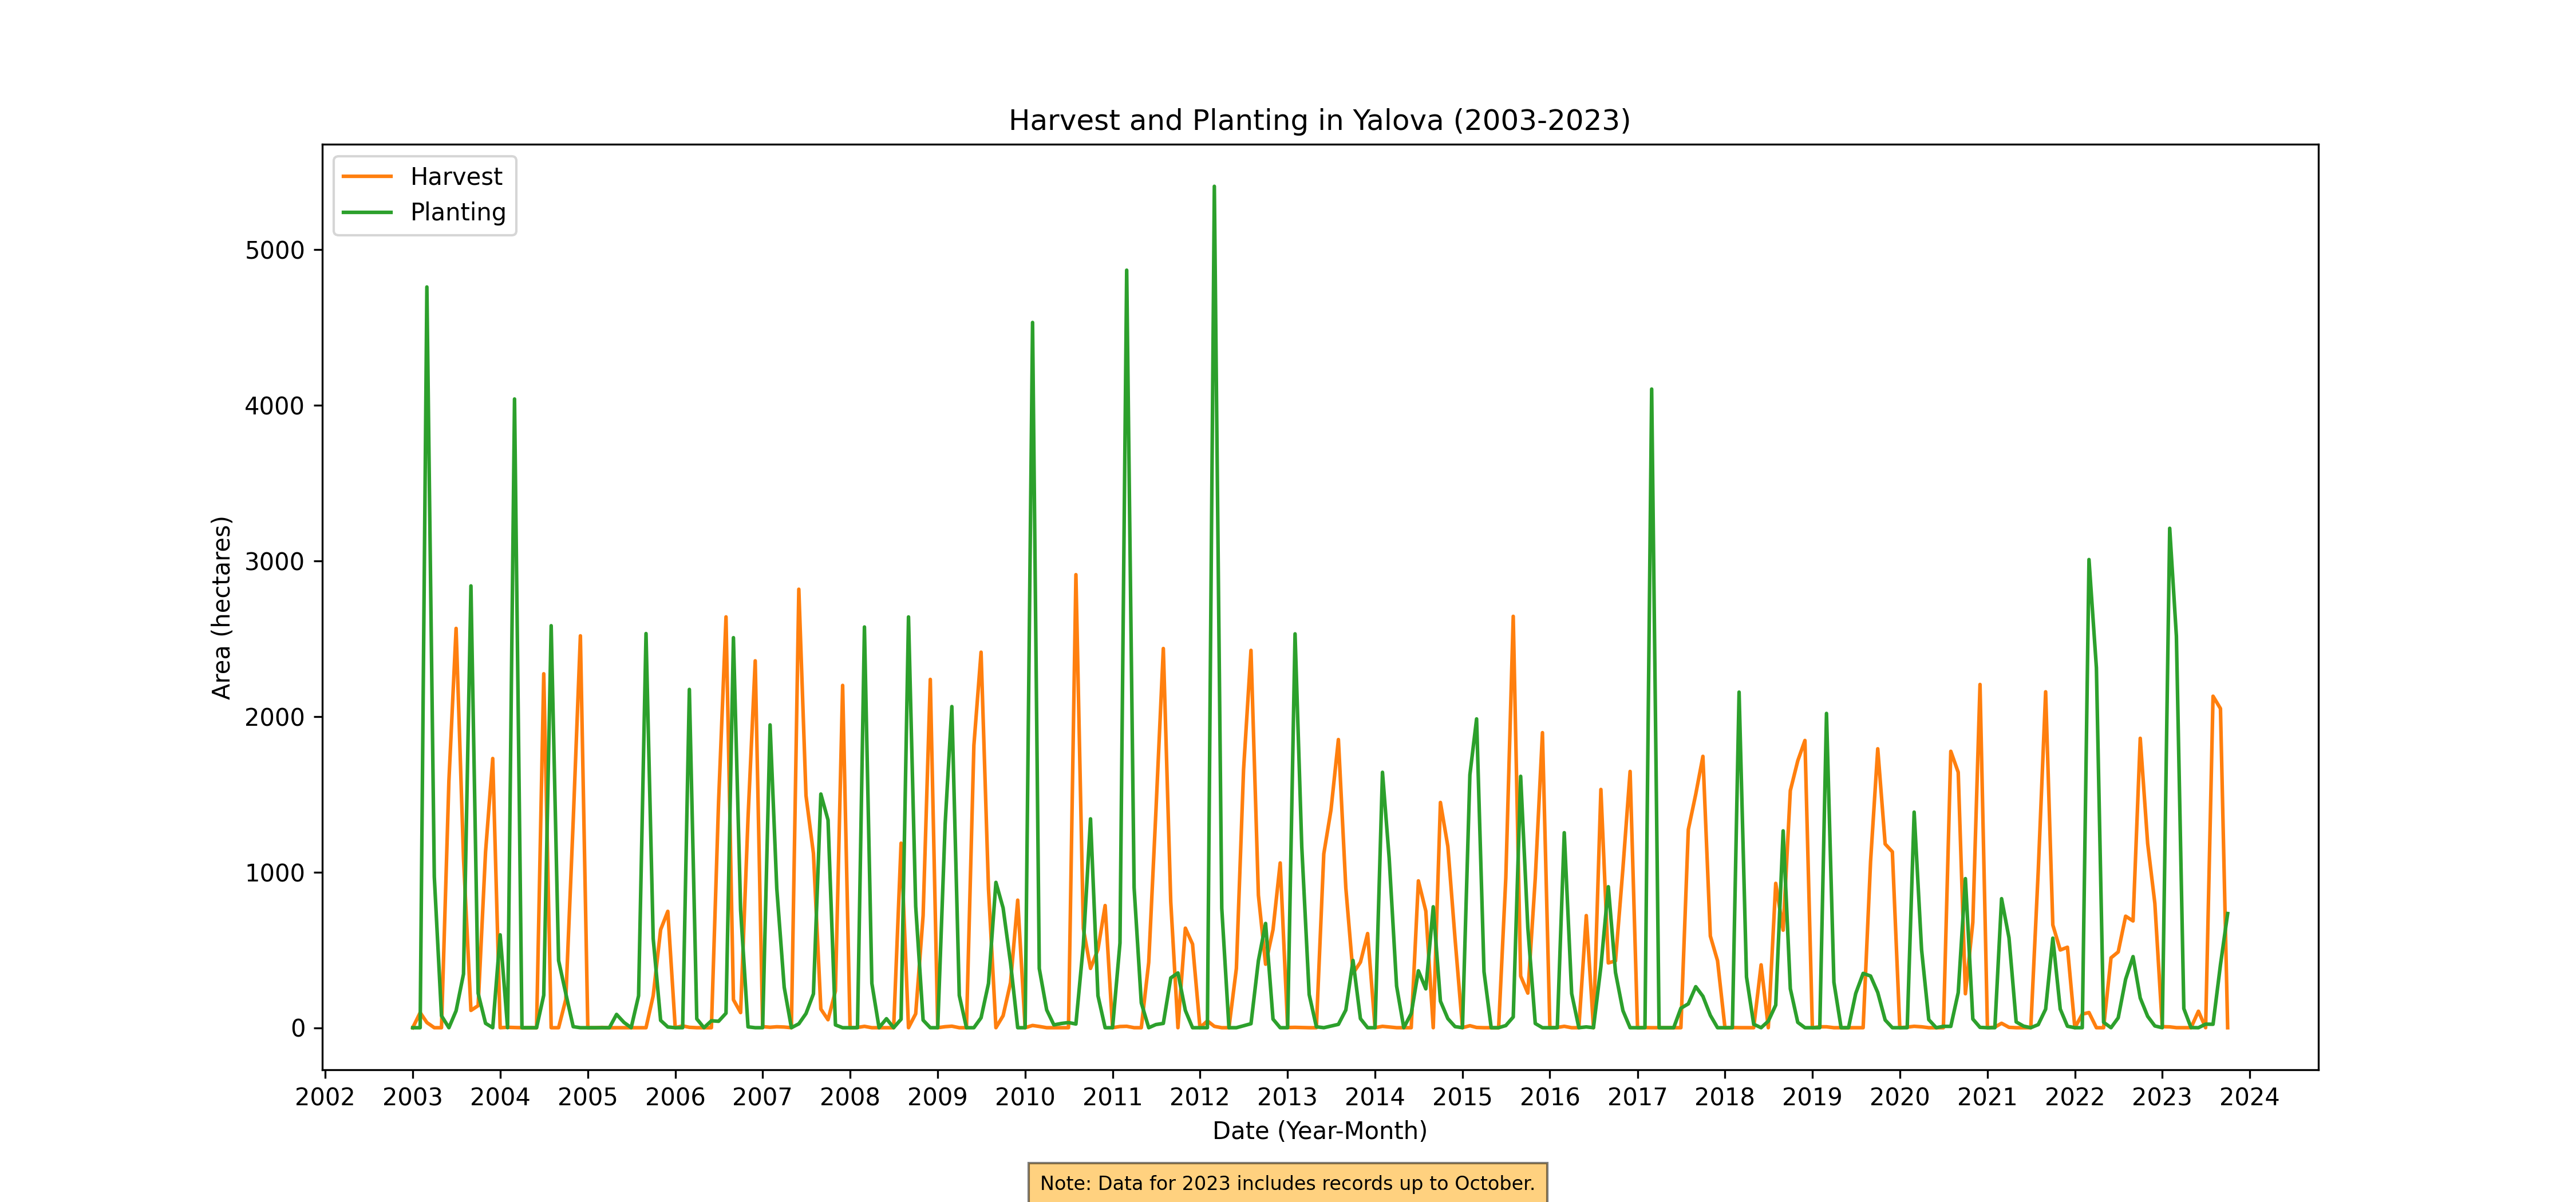 Harvest and Planting in Yalova (2003-2023)
Harvest
Planting
5000
4000
3000
2000
1000
0
Area (hectares)
2002 2003 2004 2005 2006 2007 2008 2009 2010 2011 2012 2013 2014 2015 2016 2017 2018 2019 2020 2021 2022 2023 2024
Date (Year-Month)
Note: Data for 2023 includes records up to October.